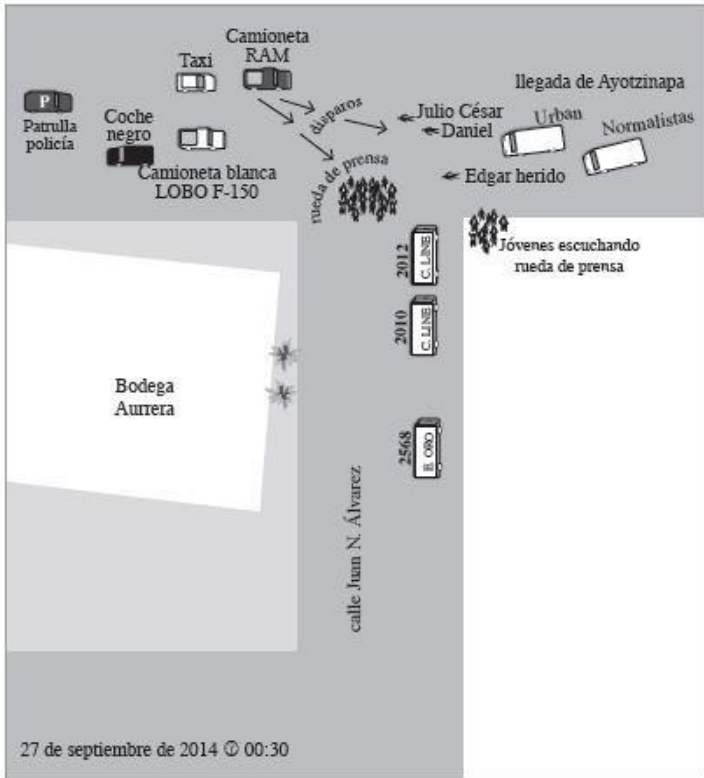 Camioneta
RAM
Taxi
llegada de Ayotzinapa
P
Patrulla
policía
Coche
negro
Camioneta blanca
LOBO F-150
disparos
Julio César
Daniel
Urban
Normalistas
rueda de prensa
Edgar herido
Jóvenes escuchando
rueda de prensa
2012
C. LINE
2010
C. LINE
Bodega
Aurrera
2568
E. ORO
calle Juan N. Álvarez
27 de septiembre de 2014 00:30